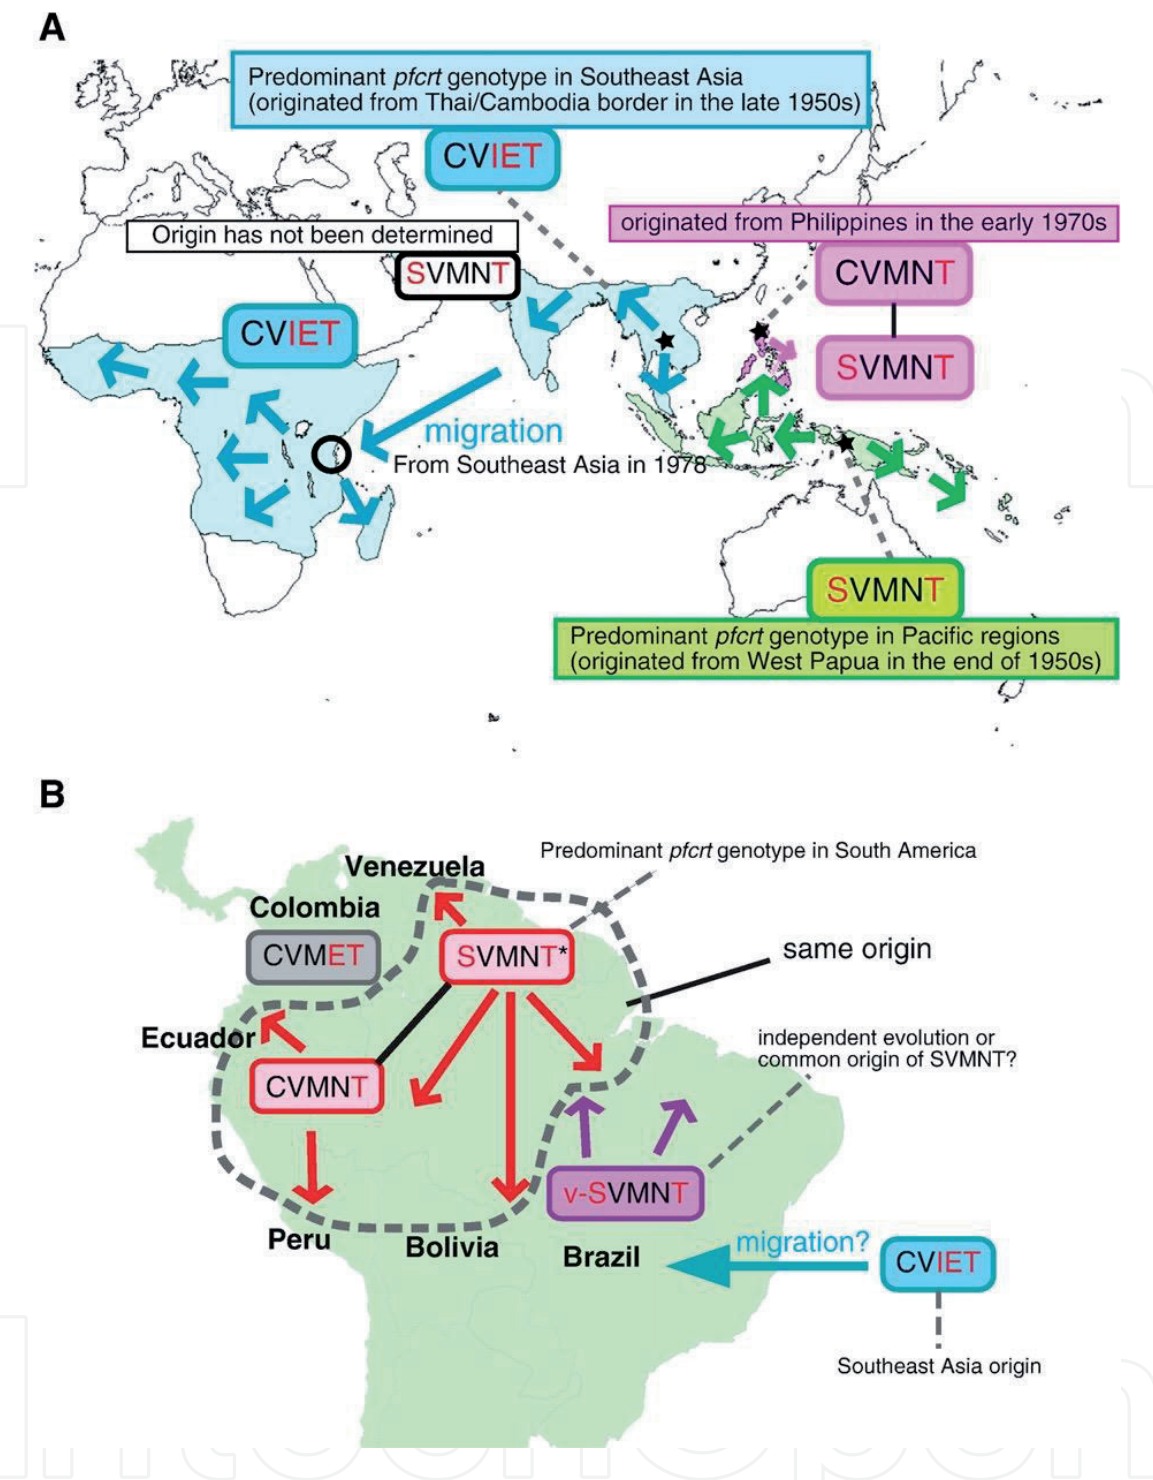 A
Predominant pfcrt genotype in Southeast Asia
(originated from Thai/Cambodia border in the late 1950s)
CVIET
originated from Philippines in the early 1970s
Origin has not been determined
SVMNT
CVMNT
CVIET
SVMNT
migration
From Southeast Asia in 1978
SVMNT
Predominant pfcrt genotype in Pacific regions
(originated from West Papua in the end of 1950s)
B
Predominant pfcrt genotype in South America
Venezuela
Colombia
CVMET
SVMNT*
same origin
Ecuador
independent evolution or
common origin of SVMNT?
CVMNT
v-SVMNT
Peru
Bolivia
Brazil
migration?
CVIET
Southeast Asia origin